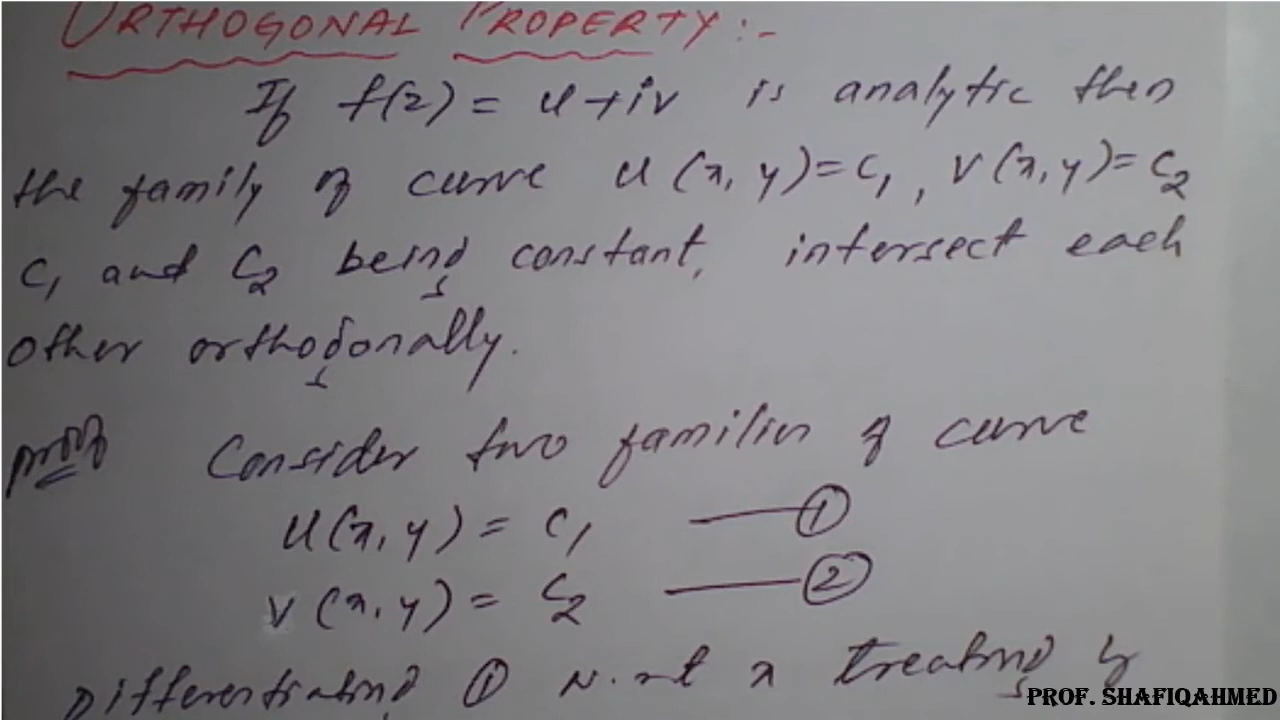 ORTHOGONAL PROPERTY:-
If f(z) = u+iv is analytic then
the family of curve u(x, y)=c₁, v(x,y)=c₂
c₁ and c₂ being constant, intersect each
other orthogonally.
proof Consider two families of curve
u(x, y) = c₁ —— ①
v(x, y) = c₂ —— ②
Differentiating ① w.r.t x treating y
PROF. SHAFIQAHMED